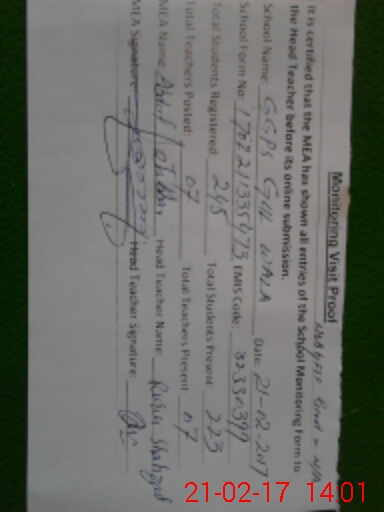 Monitoring Visit Proof
It is certified that the MEA has shown all entries of the School Monitoring Form to
the Head Teacher before its online submission.
School Name: GGPS Gill WALA Date: 21-02-2017
School Form No: EMIS Code: 32330399
Total Students Registered: 245 Total Students Present: 223
Total Teachers Posted: 07 Total Teachers Present: 07
MEA Name: Abdul Head Teacher Name: Shahzad
MEA Signature: Head Teacher Signature:
21-02-17 14:01